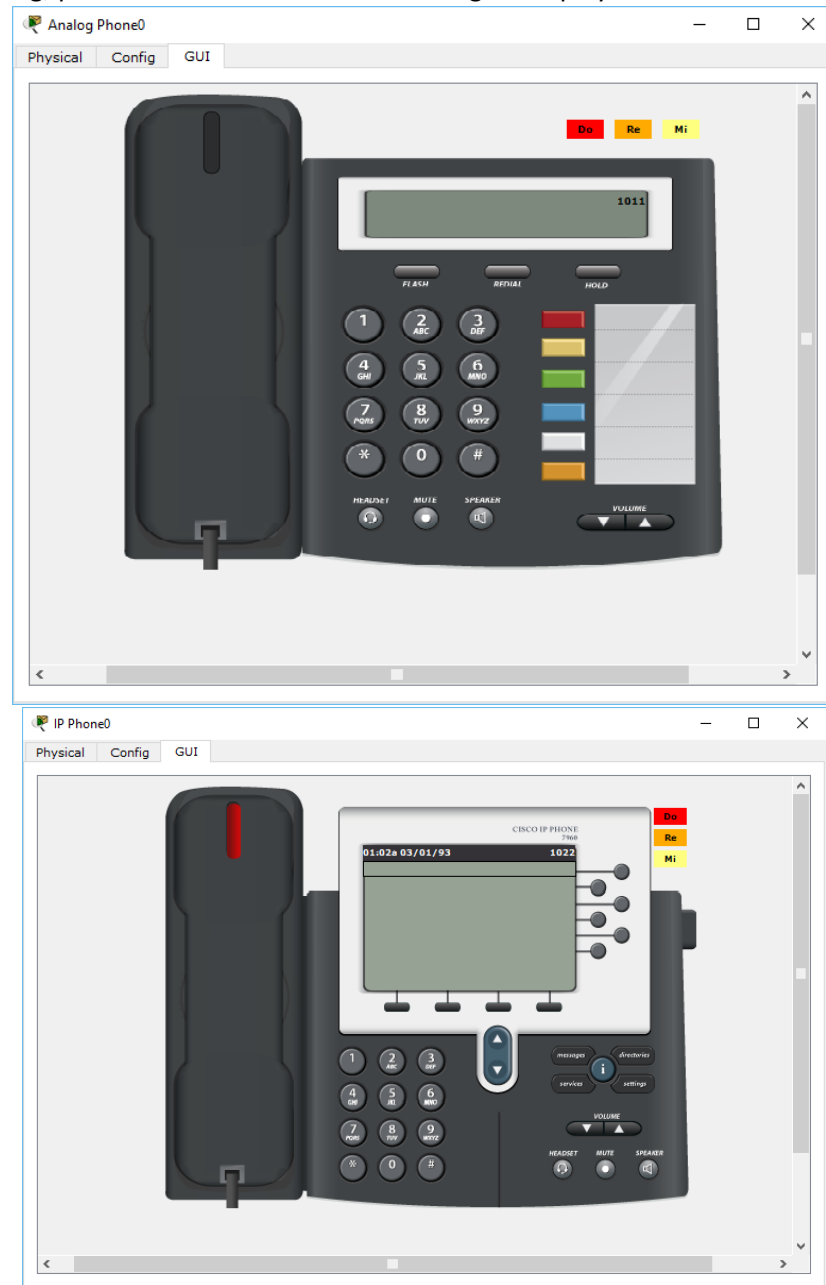 Analog Phone0
Physical Config GUI
Do Re Mi
1011
FLASH REDIAL HOLD
1 2 ABC 3 DEF
4 GHI 5 JKL 6 MNO
7 PQRS 8 TUV 9 WXYZ
* 0 #
HEADSET MUTE SPEAKER
VOLUME
IP Phone0
Physical Config GUI
CISCO IP PHONE
7960
Do
Re
Mi
01:02a 03/01/93 1022
messages directories
i
services settings
1 2 ABC 3 DEF
4 GHI 5 JKL 6 MNO
7 PQRS 8 TUV 9 WXYZ
* 0 #
VOLUME
HEADSET MUTE SPEAKER